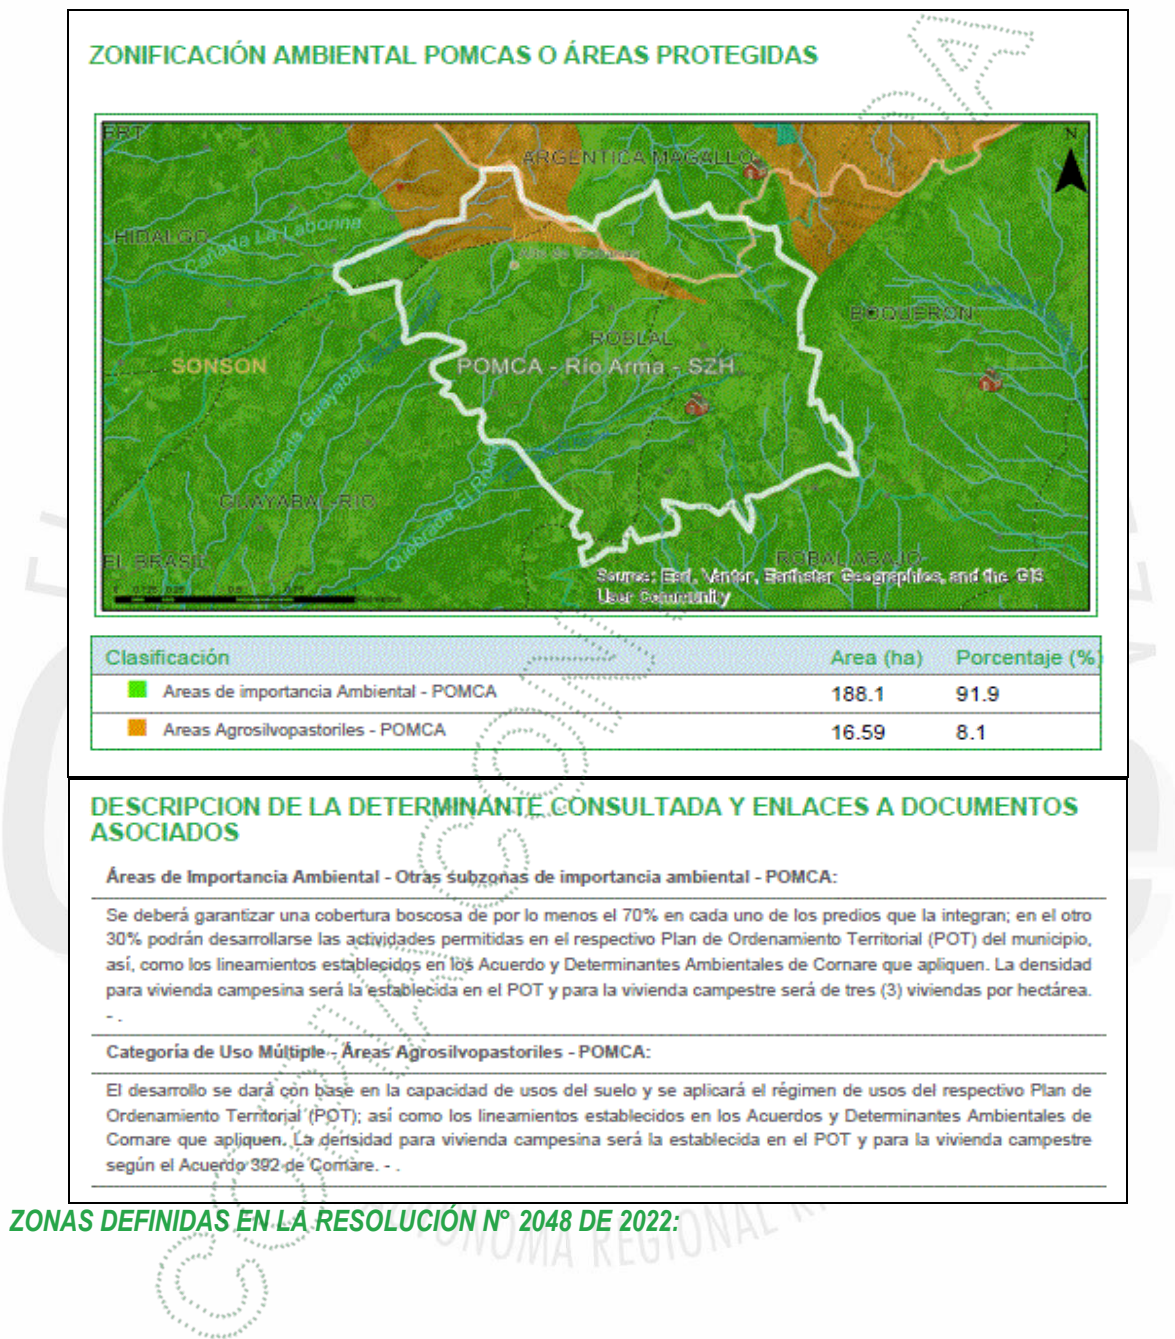 ZONIFICACIÓN AMBIENTAL POMCAS O ÁREAS PROTEGIDAS
ERT
ARGENTICA MAGALLO
N
HIDALGO
Cañada La Labonna
BOQUERON
ROBLAL
SONSON
POMCA - Río Arma - SZH
Cañada Guayabal
GUAYABAL-RIO
Quebrada-El
EL BRASIL
ROBAL ABAJO
Source: Esri, Vantor, Earthstar Geographics, and the GIS
User Community
Clasificación Area (ha) Porcentaje (%)
Areas de importancia Ambiental - POMCA 188.1 91.9
Areas Agrosilvopastoriles - POMCA 16.59 8.1
DESCRIPCION DE LA DETERMINANTE CONSULTADA Y ENLACES A DOCUMENTOS
ASOCIADOS
Áreas de Importancia Ambiental - Otras subzonas de importancia ambiental - POMCA:
Se deberá garantizar una cobertura boscosa de por lo menos el 70% en cada uno de los predios que la integran; en el otro
30% podrán desarrollarse las actividades permitidas en el respectivo Plan de Ordenamiento Territorial (POT) del municipio,
así, como los lineamientos establecidos en los Acuerdo y Determinantes Ambientales de Cornare que apliquen. La densidad
para vivienda campesina será la establecida en el POT y para la vivienda campestre será de tres (3) viviendas por hectárea.
- .
Categoría de Uso Múltiple - Áreas Agrosilvopastoriles - POMCA:
El desarrollo se dará con base en la capacidad de usos del suelo y se aplicará el régimen de usos del respectivo Plan de
Ordenamiento Territorial (POT); así como los lineamientos establecidos en los Acuerdos y Determinantes Ambientales de
Cornare que apliquen. La densidad para vivienda campesina será la establecida en el POT y para la vivienda campestre
según el Acuerdo 392 de Cornare. - .
ZONAS DEFINIDAS EN LA RESOLUCIÓN N° 2048 DE 2022:
REGIONAL